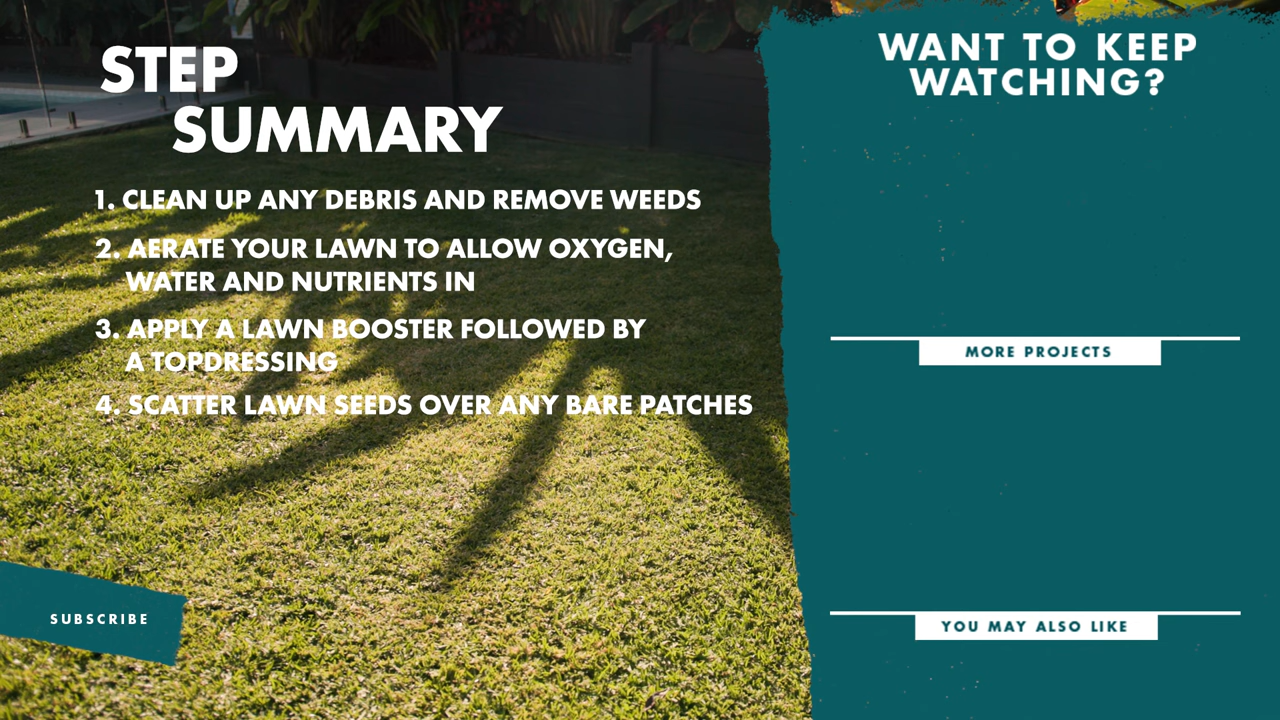 STEP
SUMMARY
1. CLEAN UP ANY DEBRIS AND REMOVE WEEDS
2. AERATE YOUR LAWN TO ALLOW OXYGEN,
WATER AND NUTRIENTS IN
3. APPLY A LAWN BOOSTER FOLLOWED BY
A TOPDRESSING
4. SCATTER LAWN SEEDS OVER ANY BARE PATCHES
SUBSCRIBE
WANT TO KEEP
WATCHING?
MORE PROJECTS
YOU MAY ALSO LIKE